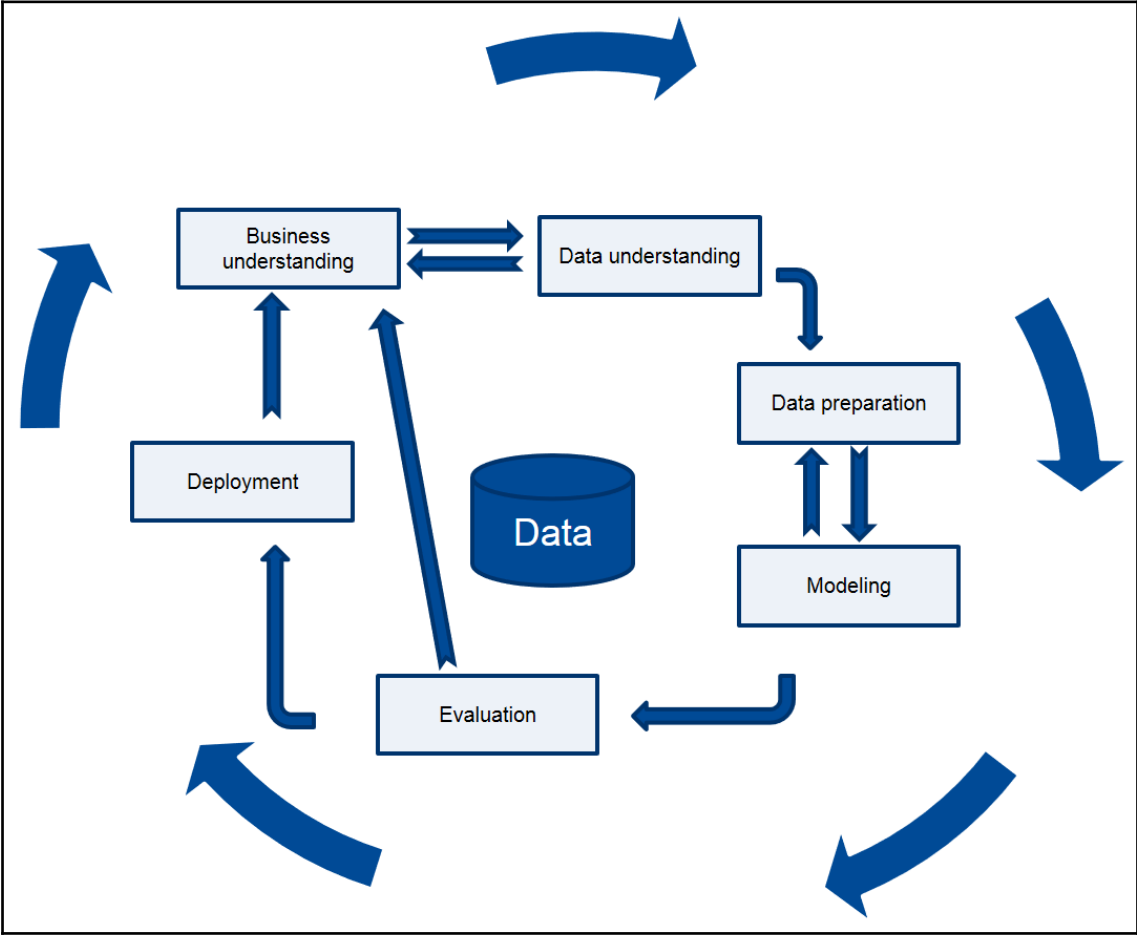 Business
understanding
Data understanding
Data preparation
Deployment
Data
Modeling
Evaluation